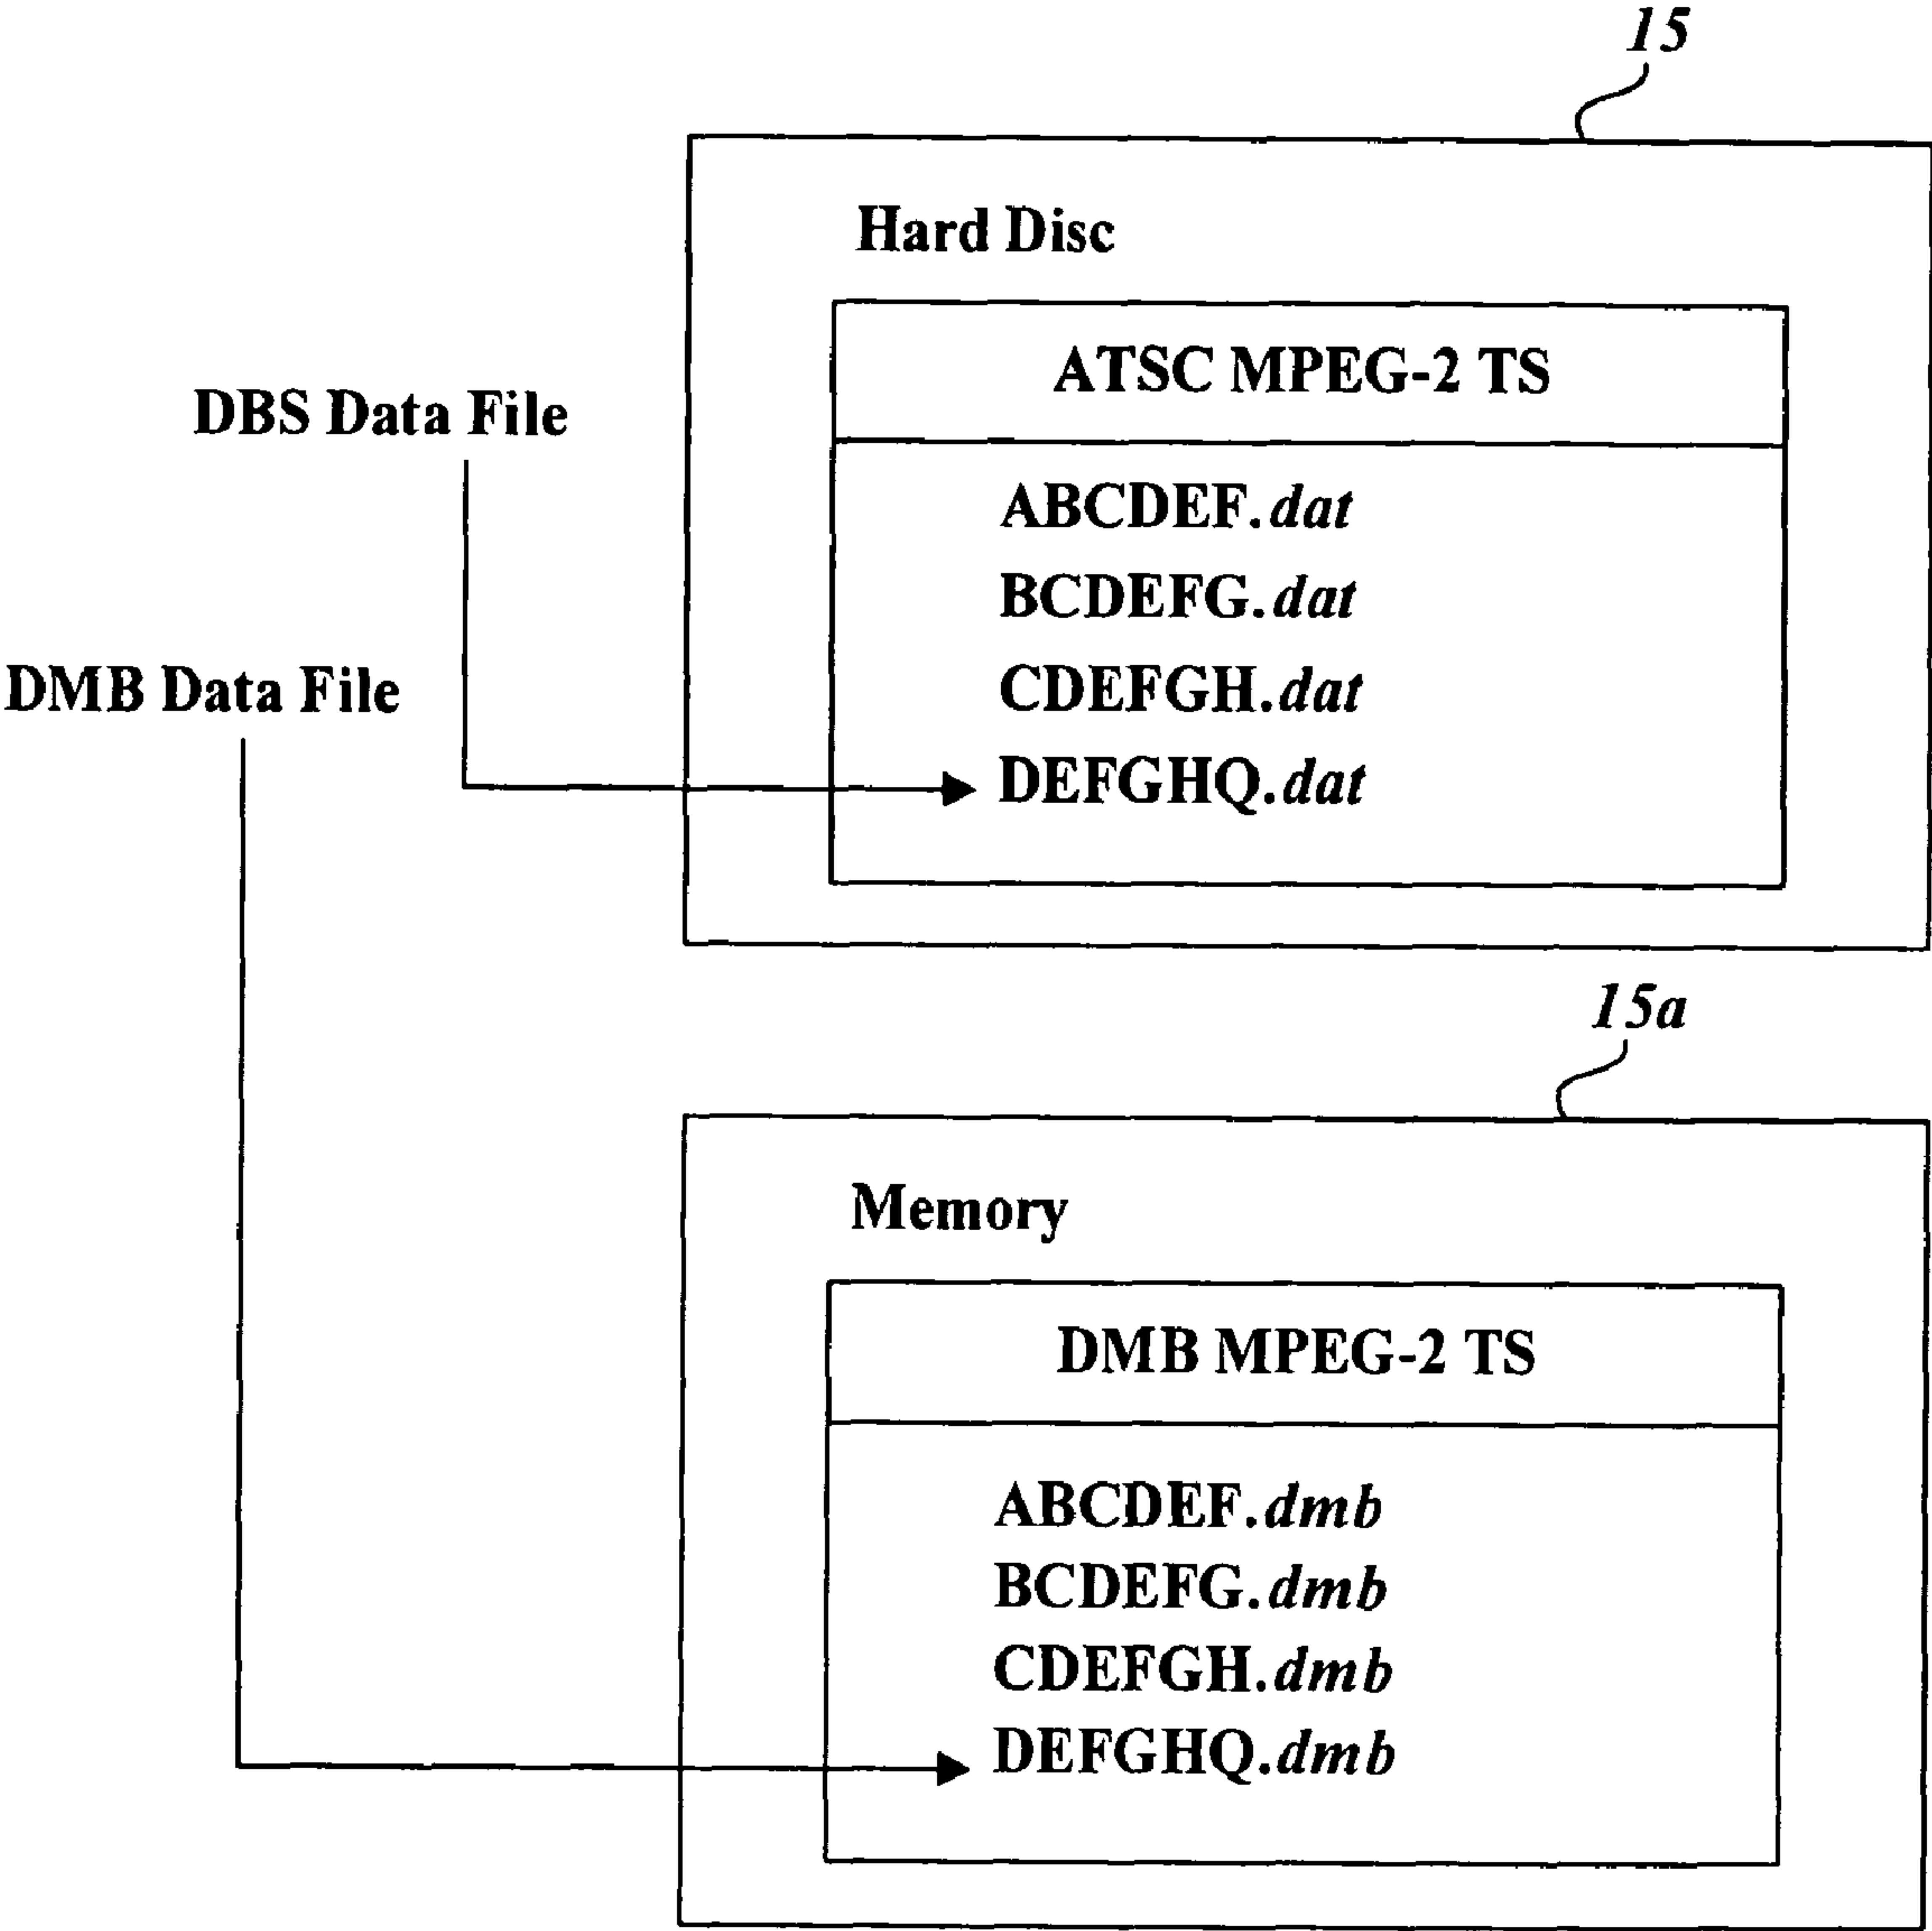 15
Hard Disc
ATSC MPEG-2 TS
DBS Data File
ABCDEF.dat
BCDEFG.dat
DMB Data File
CDEFGH.dat
DEFGHQ.dat
15a
Memory
DMB MPEG-2 TS
ABCDEF.dmb
BCDEFG.dmb
CDEFGH.dmb
DEFGHQ.dmb